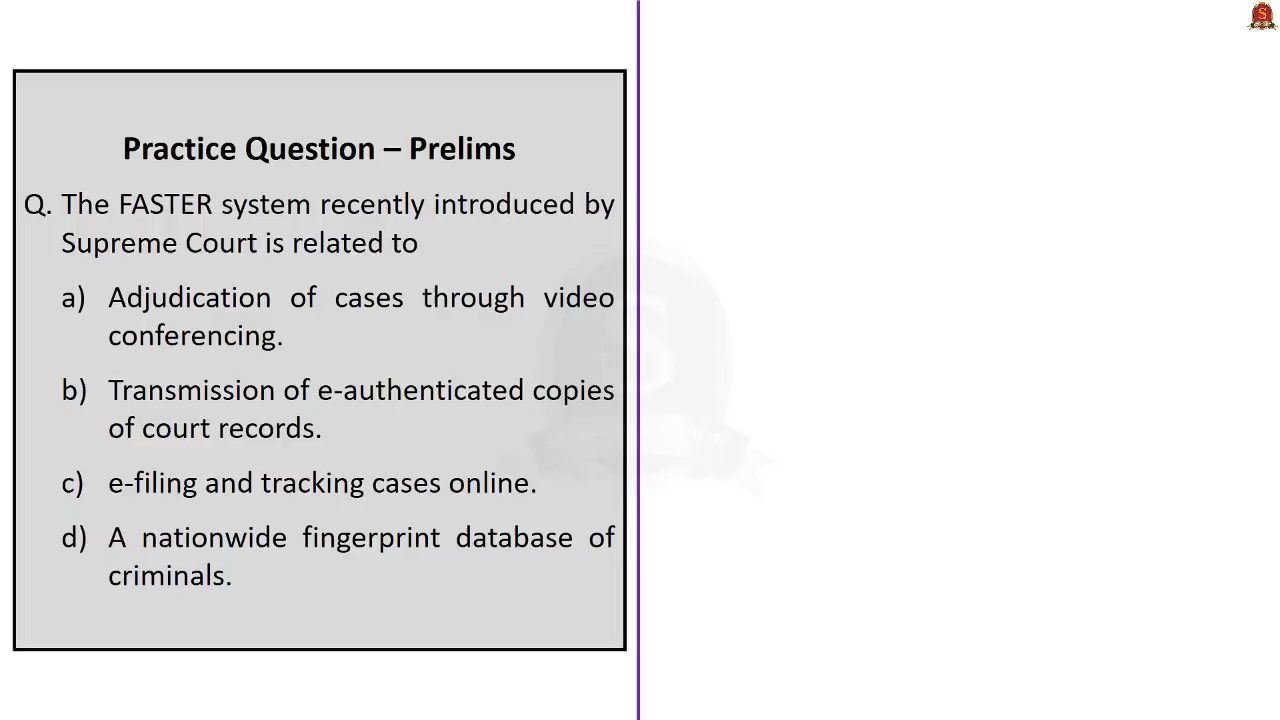 Practice Question – Prelims
Q. The FASTER system recently introduced by
Supreme Court is related to
a) Adjudication of cases through video
conferencing.
b) Transmission of e-authenticated copies
of court records.
c) e-filing and tracking cases online.
d) A nationwide fingerprint database of
criminals.
S